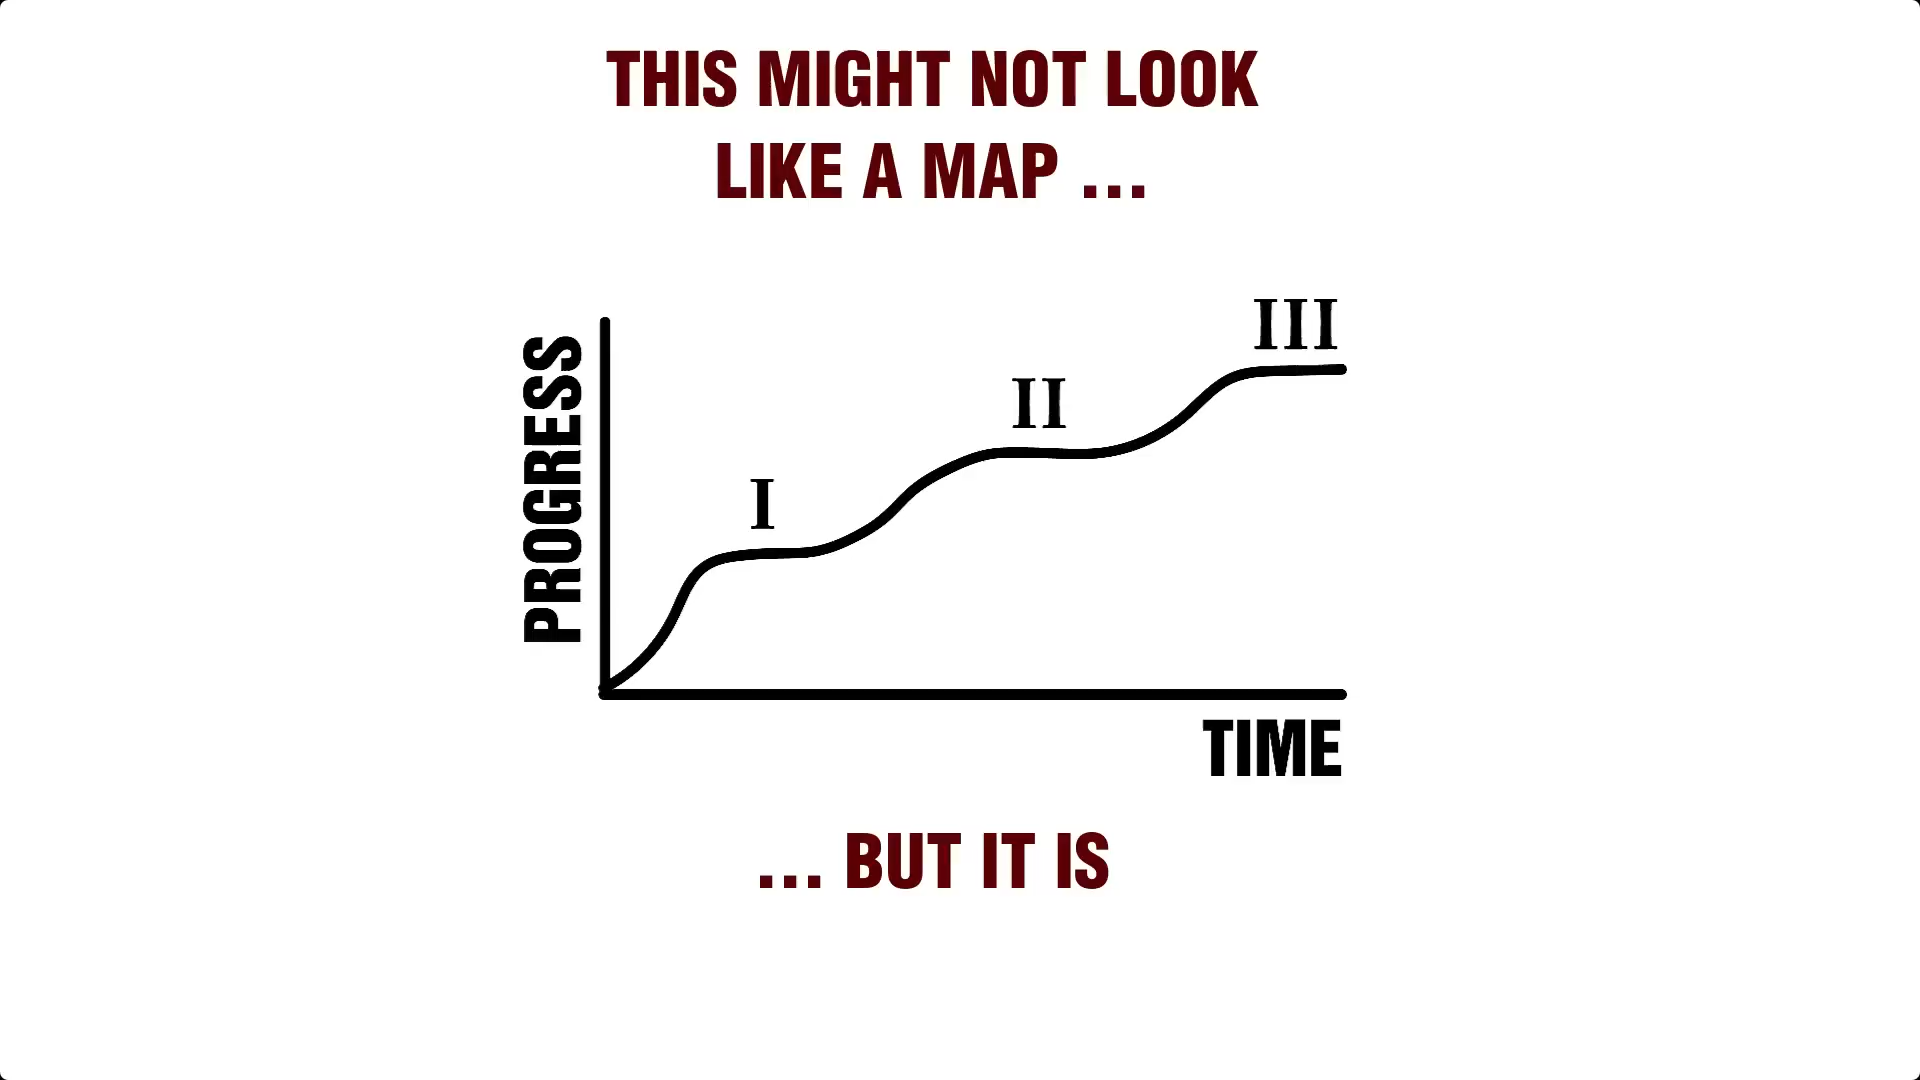 THIS MIGHT NOT LOOK
LIKE A MAP ...
III
II
I
PROGRESS
TIME
... BUT IT IS